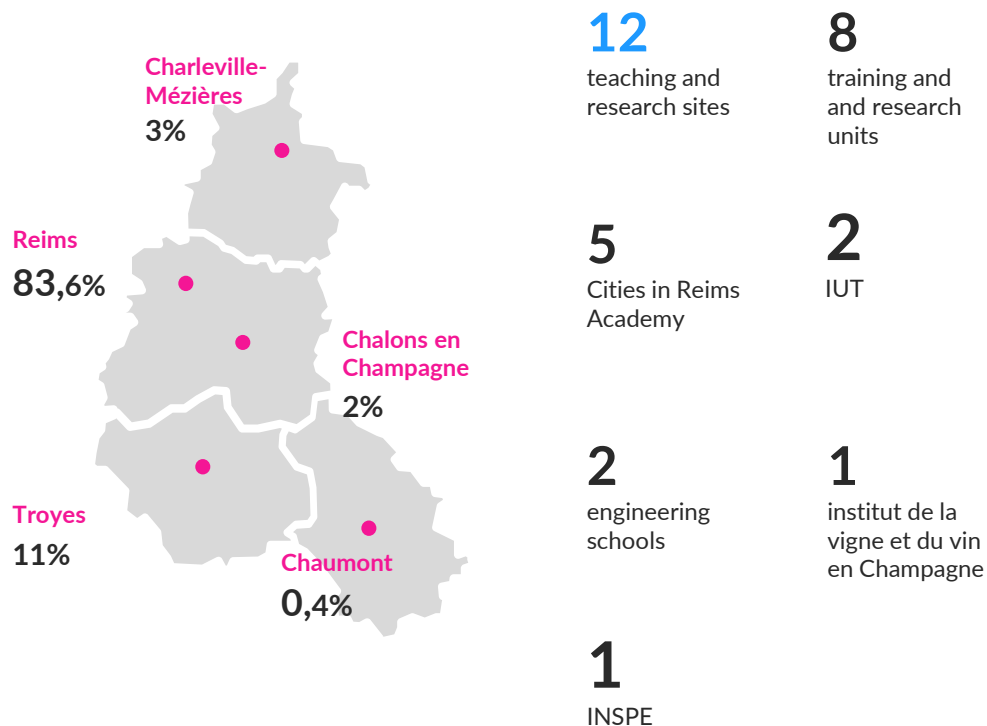 Charleville-
Mézières
3%
Reims
83,6%
Chalons en
Champagne
2%
Troyes
11%
Chaumont
0,4%
12
teaching and
research sites
8
training and
and research
units
5
Cities in Reims
Academy
2
IUT
2
engineering
schools
1
institut de la
vigne et du vin
en Champagne
1
INSPE